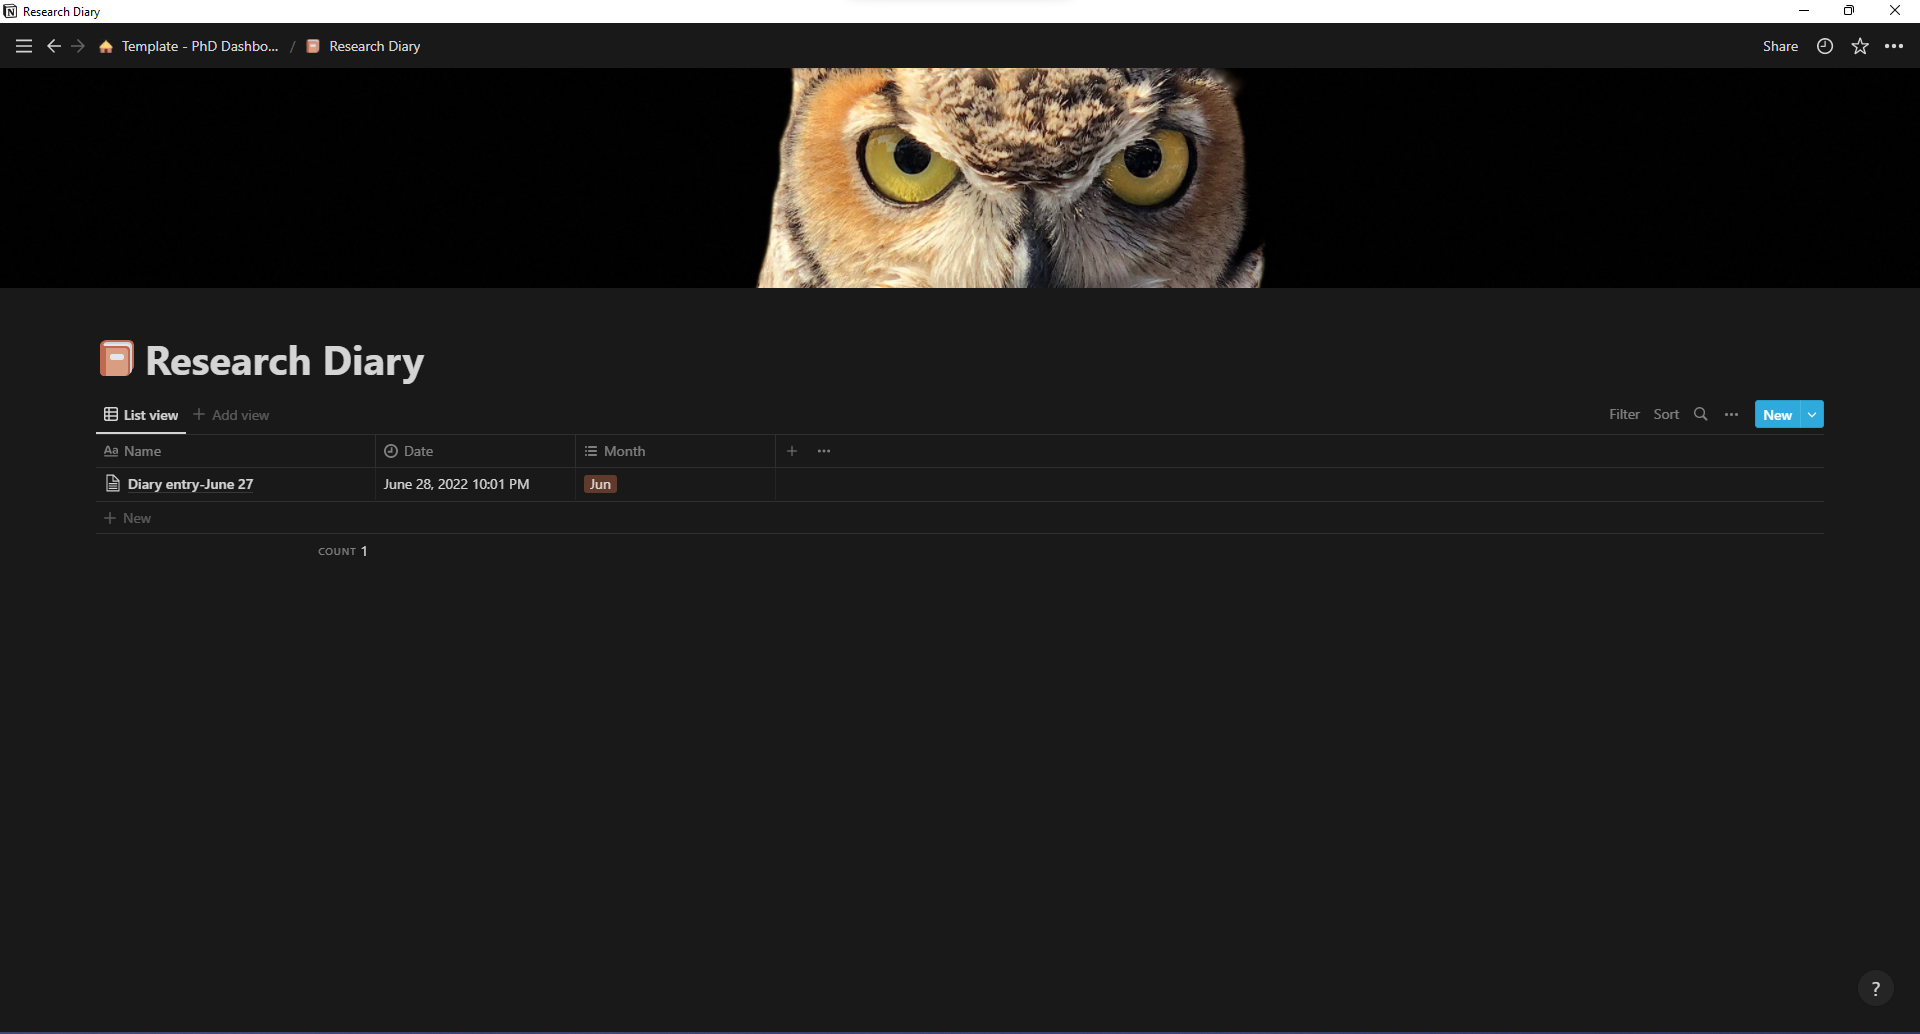 Research Diary
Template - PhD Dashbo... / Research Diary
Share
Research Diary
List view + Add view
Filter Sort New
Aa Name Date Month
Diary entry-June 27 June 28, 2022 10:01 PM Jun
+ New
COUNT 1
?